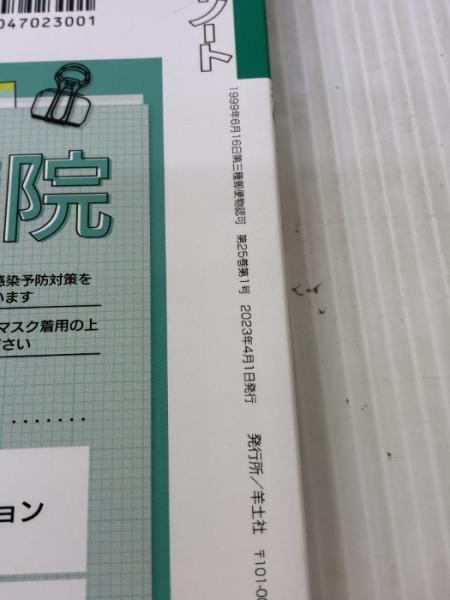 047023001
ノート
院
感染予防対策を
います
マスク着用の上
ださい
ョン
1999年6月16日第三種郵便物認可 第25巻第1号 2023年4月1日発行
発行所／羊土社 〒101-00